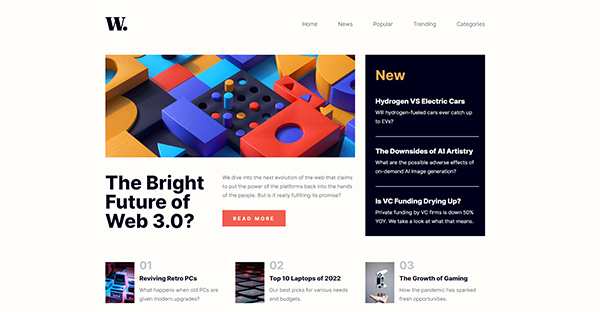 W.
Home
News
Popular
Trending
Categories
New
Hydrogen VS Electric Cars
Will hydrogen-fueled cars ever catch up
to EVs?
The Downsides of AI Artistry
What are the possible adverse effects of
on-demand AI image generation?
Is VC Funding Drying Up?
Private funding by VC firms is down 50%
YOY. We take a look at what that means.
The Bright
Future of
Web 3.0?
We dive into the next evolution of the web that claims
to put the power of the platforms back into the hands
of the people. But is it really fulfilling its promise?
READ MORE
01
Reviving Retro PCs
What happens when old PCs are
given modern upgrades?
02
Top 10 Laptops of 2022
Our best picks for various needs
and budgets.
03
The Growth of Gaming
How the pandemic has sparked
fresh opportunities.